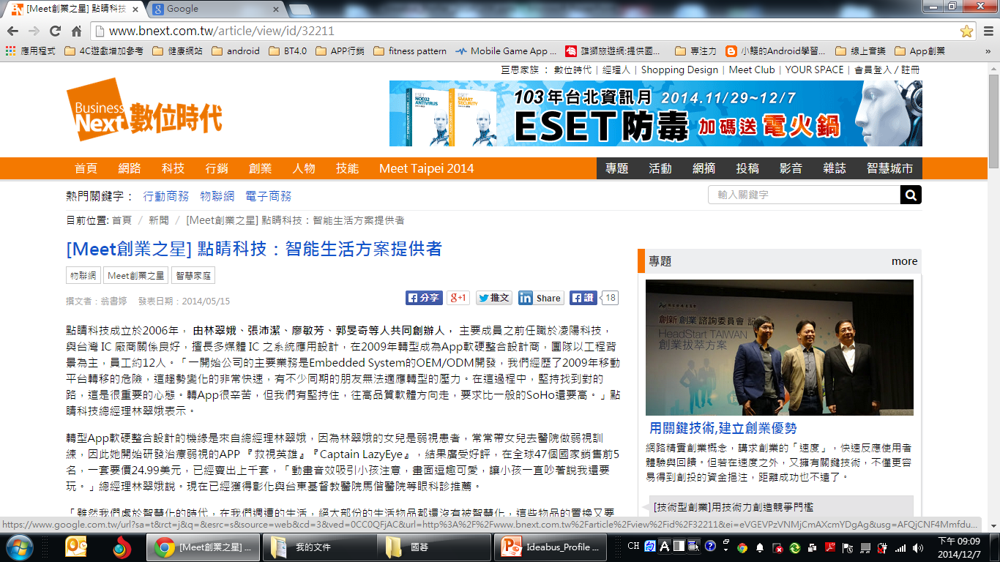 [Meet創業之星] 點睛科技
Google
www.bnext.com.tw/article/view/id/32211
應用程式 4C遊戲增加參考 健康網站 android BT4.0 APP行銷 fitness pattern Mobile Game App ... 雄獅旅遊網:提供國... 專注力 小鰻的Android學習... 線上音樂 App創業 »
巨思家族 ： 數位時代 | 經理人 | Shopping Design | Meet Club | YOUR SPACE | 會員登入 / 註冊
Business Next 數位時代
ESET NOD32 ANTIVIRUS
ESET SMART SECURITY
103年台北資訊月 2014.11/29~12/7
ESET防毒 加碼送 電火鍋
首頁 網路 科技 行銷 創業 人物 技能 Meet Taipei 2014 專題 活動 網摘 投稿 影音 雜誌 智慧城市
熱門關鍵字： 行動商務 物聯網 電子商務 輸入關鍵字
目前位置: 首頁 / 新聞 / [Meet創業之星] 點睛科技：智能生活方案提供者
[Meet創業之星] 點睛科技：智能生活方案提供者
物聯網 Meet創業之星 智慧家庭
撰文者：翁書婷 發表日期：2014/05/15
分享 g+1 推文 Share 讚 18
點睛科技成立於2006年， 由林翠娥、張沛潔、廖敏芳、郭旻奇等人共同創辦人， 主要成員之前任職於凌陽科技，
與台灣 IC 廠商關係良好，擅長多媒體 IC 之系統應用設計，在2009年轉型成為App軟硬整合設計商，團隊以工程背
景為主，員工約12人。「一開始公司的主要業務是Embedded System的OEM/ODM開發，我們經歷了2009年移動
平台轉移的危險，這趨勢變化的非常快速，有不少同期的朋友無法適應轉型的壓力。在這過程中，堅持找到對的
路，這是很重要的心態。轉App很辛苦，但我們有堅持住，往高品質軟體方向走，要求比一般的SoHo還要高。」點
睛科技總經理林翠娥表示。
轉型App軟硬整合設計的機緣是來自總經理林翠娥，因為林翠娥的女兒是弱視患者，常常帶女兒去醫院做弱視訓
練，因此她開始研發治療弱視的APP 『救視英雄』『Captain LazyEye』，結果廣受好評，在全球47個國家銷售前5
名，一套要價24.99美元，已經賣出上千套，「動畫音效吸引小孩注意，畫面逗趣可愛，讓小孩一直吵著說我還要
玩。」總經理林翠娥說。現在已經獲得彰化與台東基督教醫院馬偕醫院等眼科診推薦。
「雖然我們處於智慧化的時代，在我們週遭的生活，絕大部份的生活物品都還沒有被智慧化，這些物品的置換又要
專題 more
創新創業諮詢委員會 記
HeadStart TAIWAN
創業拔萃方案
用關鍵技術,建立創業優勢
網路精實創業概念，講求創業的「速度」，快速反應使用者
體驗與回饋。但若在速度之外，又擁有關鍵技術，不僅更容
易得到創投的資金挹注，距離成功也不遠了。
[技術型創業]用技術力創造競爭門檻
https://www.google.com.tw/url?sa=t&rct=j&q=&esrc=s&source=web&cd=3&ved=0CC0QFjAC&url=http%3A%2F%2Fwww.bnext.com.tw%2Farticle%2Fview%2Fid%2F32211&ei=eVGEVPzVNMjCmAXcmYDgAg&usg=AFQjCNF4Mmfdu...
[Meet創業之星] ... 我的文件 國碁 Ideabus_Profile ... CH 下午 09:09
2014/12/7